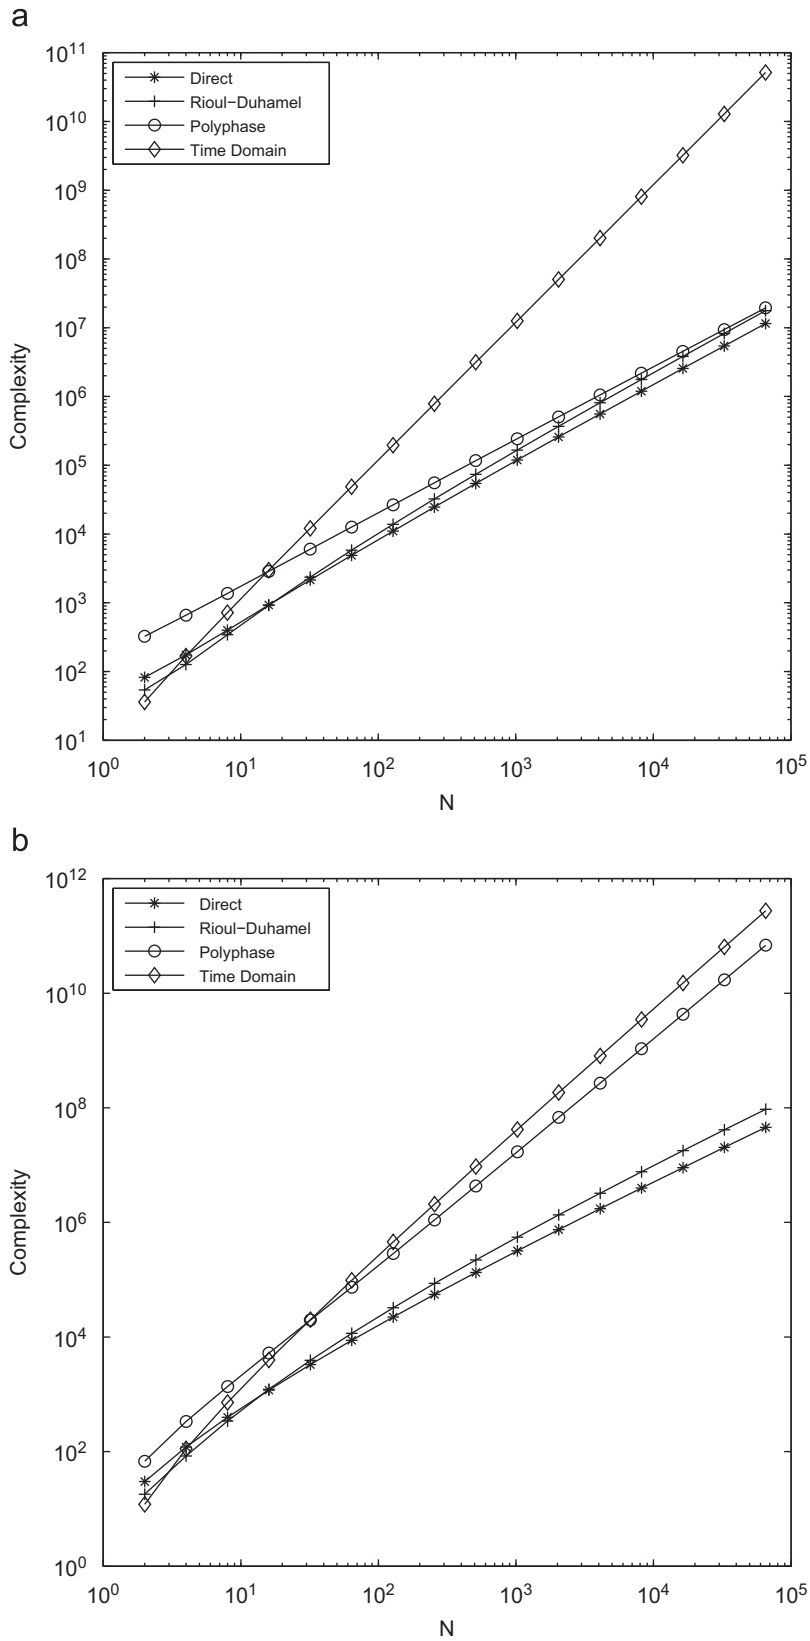 a
10^11
10^10
10^9
10^8
10^7
10^6
10^5
10^4
10^3
10^2
10^1
Complexity
Direct
Rioul−Duhamel
Polyphase
Time Domain
10^0 10^1 10^2 10^3 10^4 10^5
N
b
10^12
10^10
10^8
10^6
10^4
10^2
10^0
Complexity
Direct
Rioul−Duhamel
Polyphase
Time Domain
10^0 10^1 10^2 10^3 10^4 10^5
N